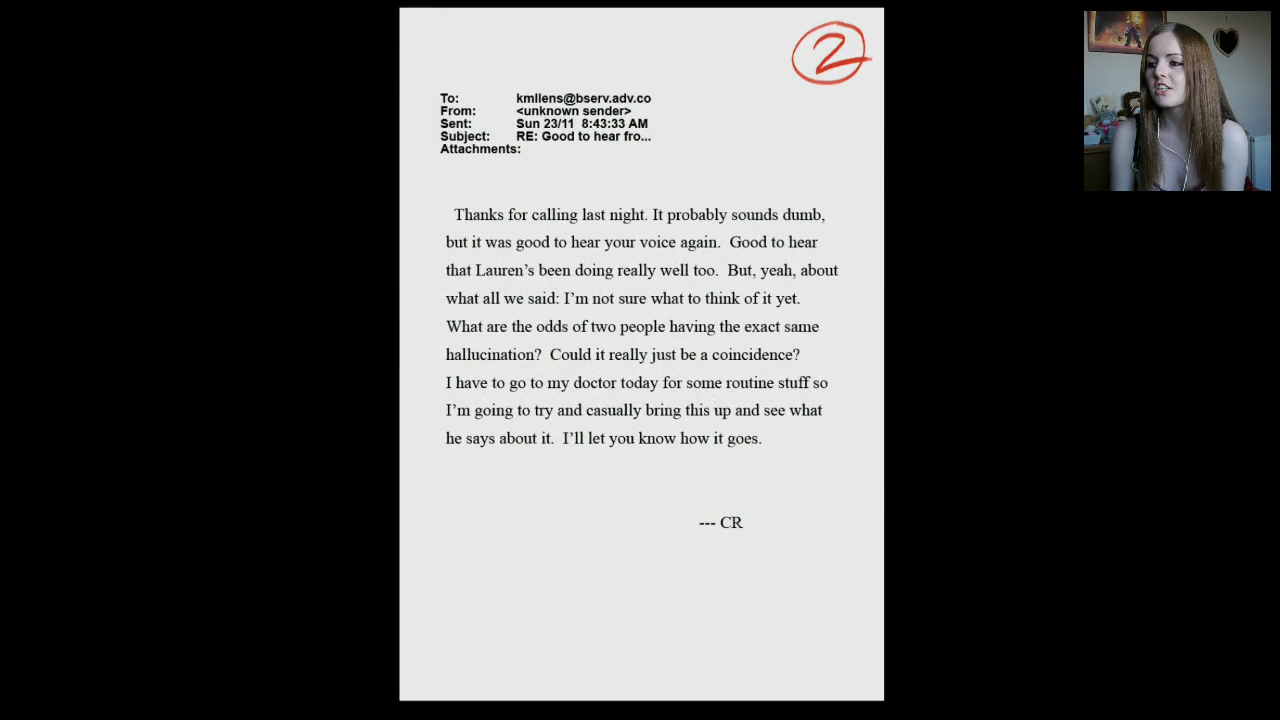 2
To: kmllens@bserv.adv.co
From: <unknown sender>
Sent: Sun 23/11 8:43:33 AM
Subject: RE: Good to hear fro...
Attachments:
Thanks for calling last night. It probably sounds dumb,
but it was good to hear your voice again. Good to hear
that Lauren’s been doing really well too. But, yeah, about
what all we said: I’m not sure what to think of it yet.
What are the odds of two people having the exact same
hallucination? Could it really just be a coincidence?
I have to go to my doctor today for some routine stuff so
I’m going to try and casually bring this up and see what
he says about it. I’ll let you know how it goes.
--- CR